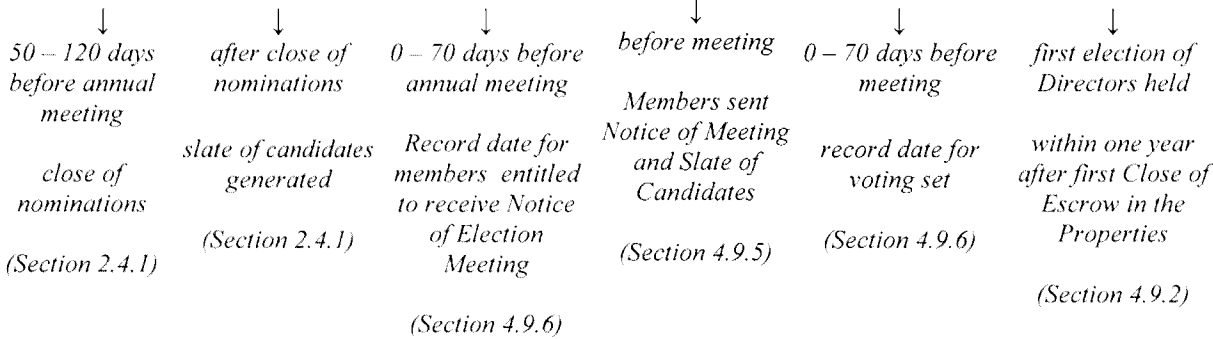 50 – 120 days
before annual
meeting
close of
nominations
(Section 2.4.1)
after close of
nominations
slate of candidates
generated
(Section 2.4.1)
0 – 70 days before
annual meeting
Record date for
members entitled
to receive Notice
of Election
Meeting
(Section 4.9.6)
before meeting
Members sent
Notice of Meeting
and Slate of
Candidates
(Section 4.9.5)
0 – 70 days before
meeting
record date for
voting set
(Section 4.9.6)
first election of
Directors held
within one year
after first Close of
Escrow in the
Properties
(Section 4.9.2)